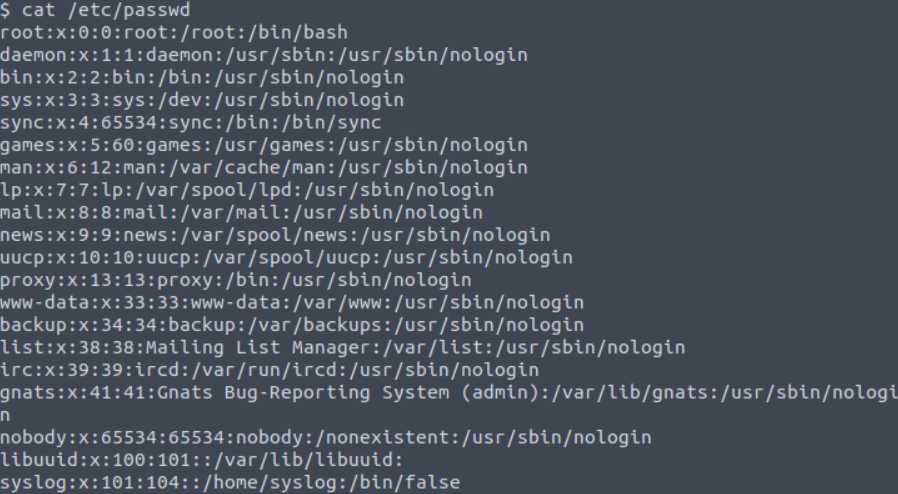 $ cat /etc/passwd
root:x:0:0:root:/root:/bin/bash
daemon:x:1:1:daemon:/usr/sbin:/usr/sbin/nologin
bin:x:2:2:bin:/bin:/usr/sbin/nologin
sys:x:3:3:sys:/dev:/usr/sbin/nologin
sync:x:4:65534:sync:/bin:/bin/sync
games:x:5:60:games:/usr/games:/usr/sbin/nologin
man:x:6:12:man:/var/cache/man:/usr/sbin/nologin
lp:x:7:7:lp:/var/spool/lpd:/usr/sbin/nologin
mail:x:8:8:mail:/var/mail:/usr/sbin/nologin
news:x:9:9:news:/var/spool/news:/usr/sbin/nologin
uucp:x:10:10:uucp:/var/spool/uucp:/usr/sbin/nologin
proxy:x:13:13:proxy:/bin:/usr/sbin/nologin
www-data:x:33:33:www-data:/var/www:/usr/sbin/nologin
backup:x:34:34:backup:/var/backups:/usr/sbin/nologin
list:x:38:38:Mailing List Manager:/var/list:/usr/sbin/nologin
irc:x:39:39:ircd:/var/run/ircd:/usr/sbin/nologin
gnats:x:41:41:Gnats Bug-Reporting System (admin):/var/lib/gnats:/usr/sbin/nologi
n
nobody:x:65534:65534:nobody:/nonexistent:/usr/sbin/nologin
libuuid:x:100:101::/var/lib/libuuid:
syslog:x:101:104::/home/syslog:/bin/false